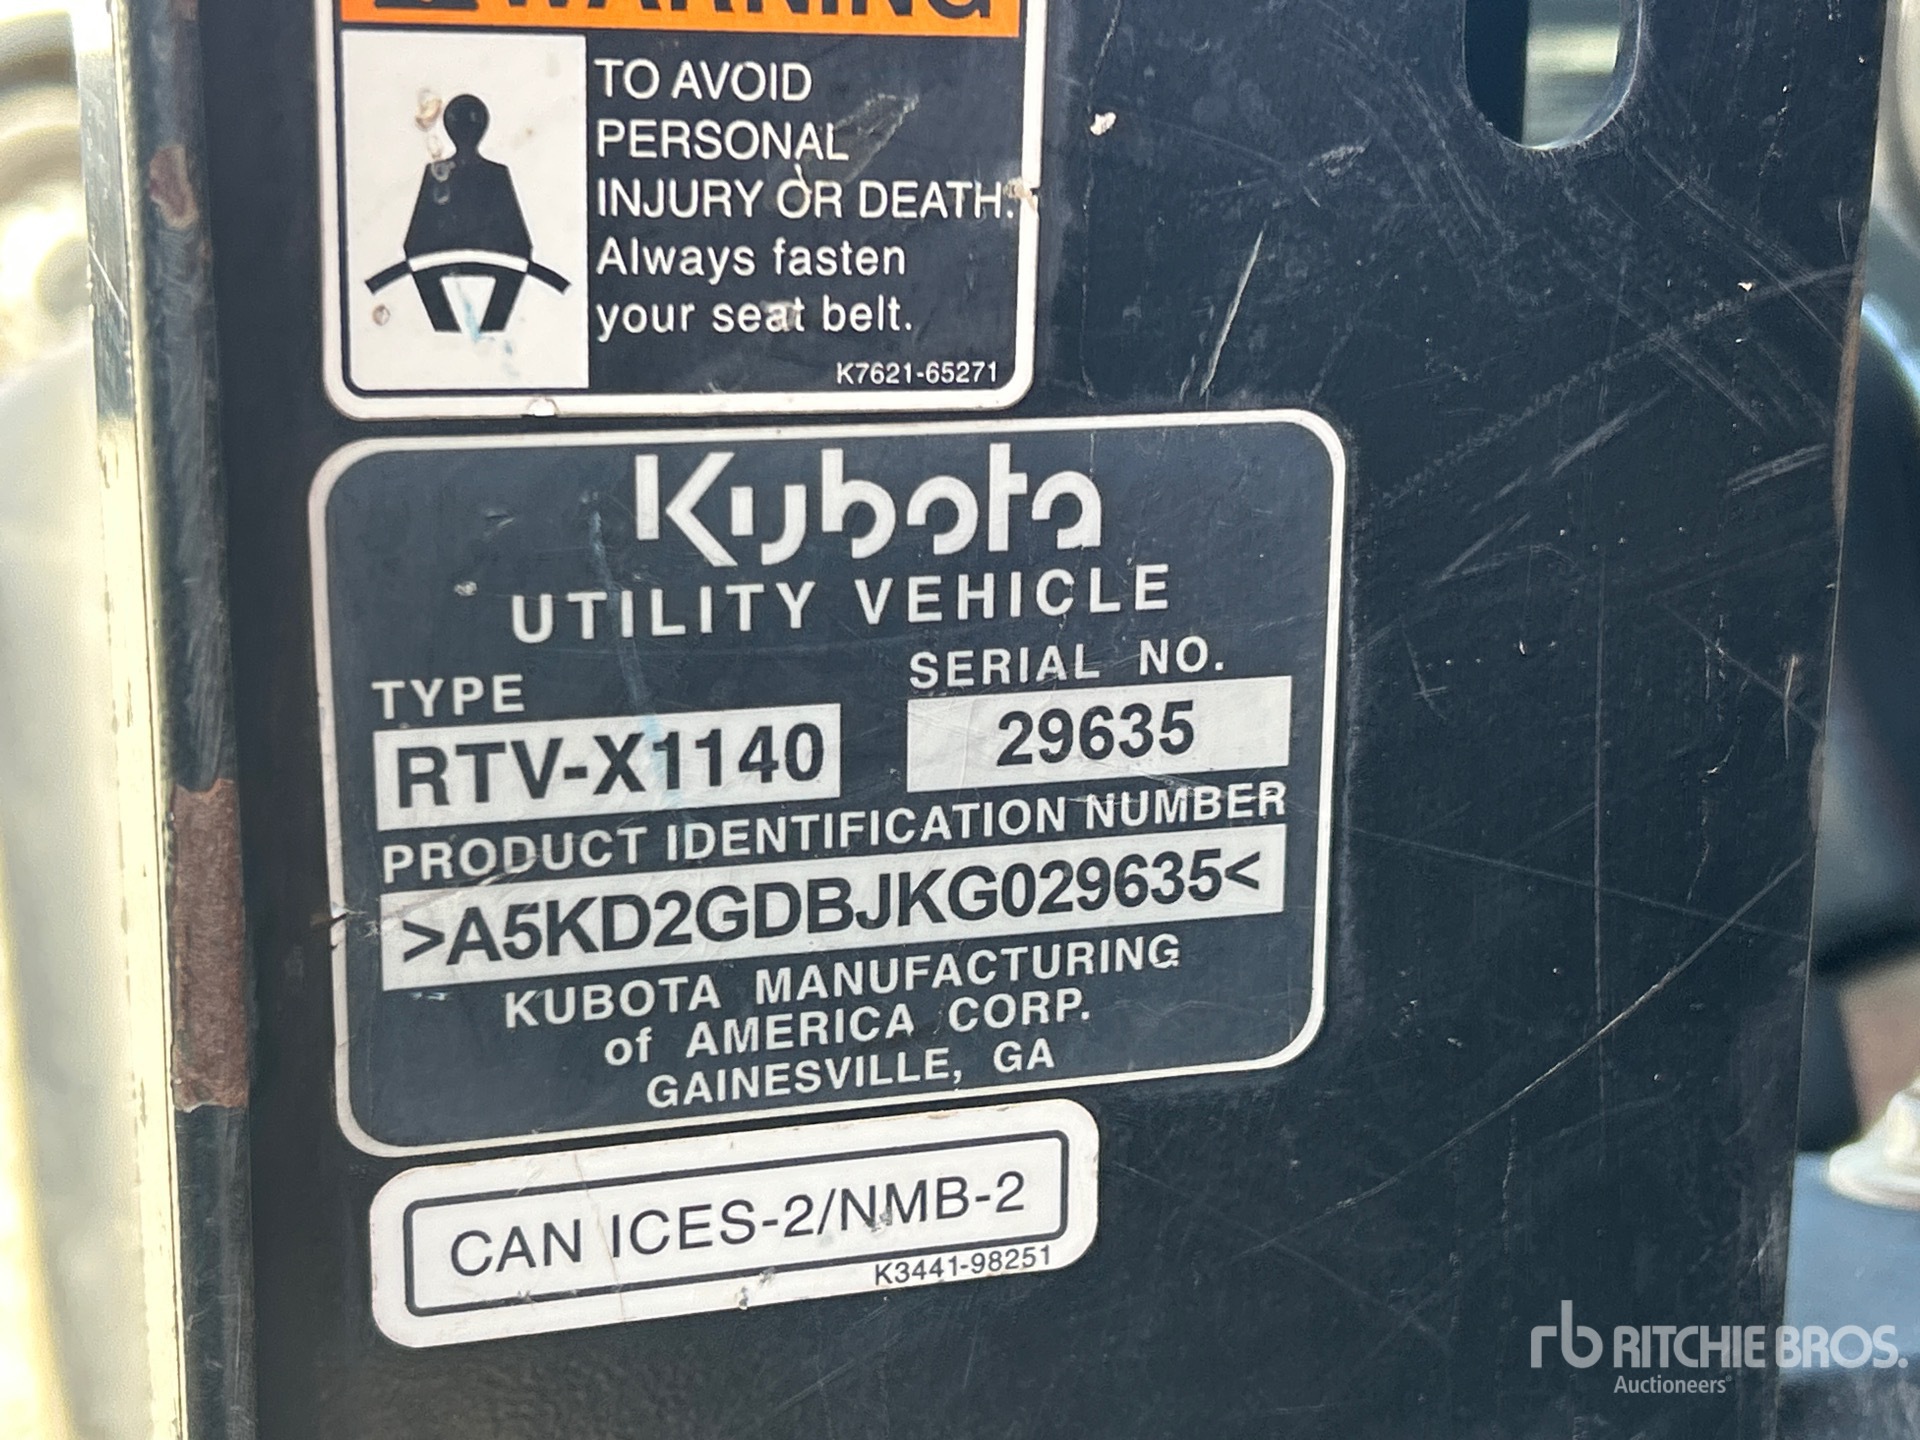 WARNING
TO AVOID
PERSONAL
INJURY OR DEATH.
Always fasten
your seat belt.
K7621-65271
Kubota
UTILITY VEHICLE
TYPE
SERIAL NO.
RTV-X1140
29635
PRODUCT IDENTIFICATION NUMBER
>A5KD2GDBJKG029635<
KUBOTA MANUFACTURING
of AMERICA CORP.
GAINESVILLE, GA
CAN ICES-2/NMB-2
K3441-98251
rb RITCHIE BROS.
Auctioneers